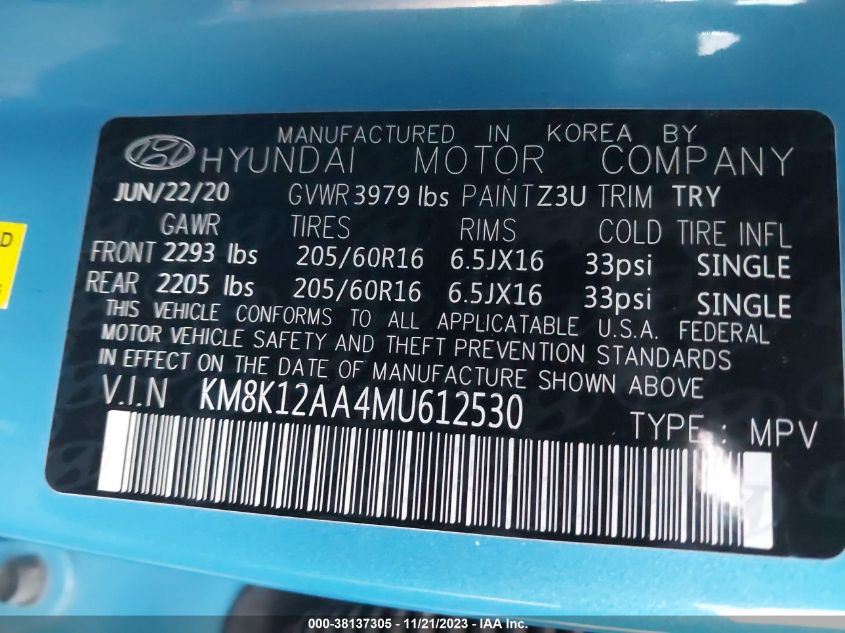 MANUFACTURED IN KOREA BY
HYUNDAI MOTOR COMPANY
JUN/22/20 GVWR 3979 lbs PAINT Z3U TRIM TRY
GAWR TIRES RIMS COLD TIRE INFL
FRONT 2293 lbs 205/60R16 6.5JX16 33psi SINGLE
REAR 2205 lbs 205/60R16 6.5JX16 33psi SINGLE
THIS VEHICLE CONFORMS TO ALL APPLICATABLE U.S.A. FEDERAL
MOTOR VEHICLE SAFETY AND THEFT PREVENTION STANDARDS
IN EFFECT ON THE DATE OF MANUFACTURE SHOWN ABOVE
V.I.N KM8K12AA4MU612530
TYPE : MPV
000-38137305 - 11/21/2023 - IAA Inc.